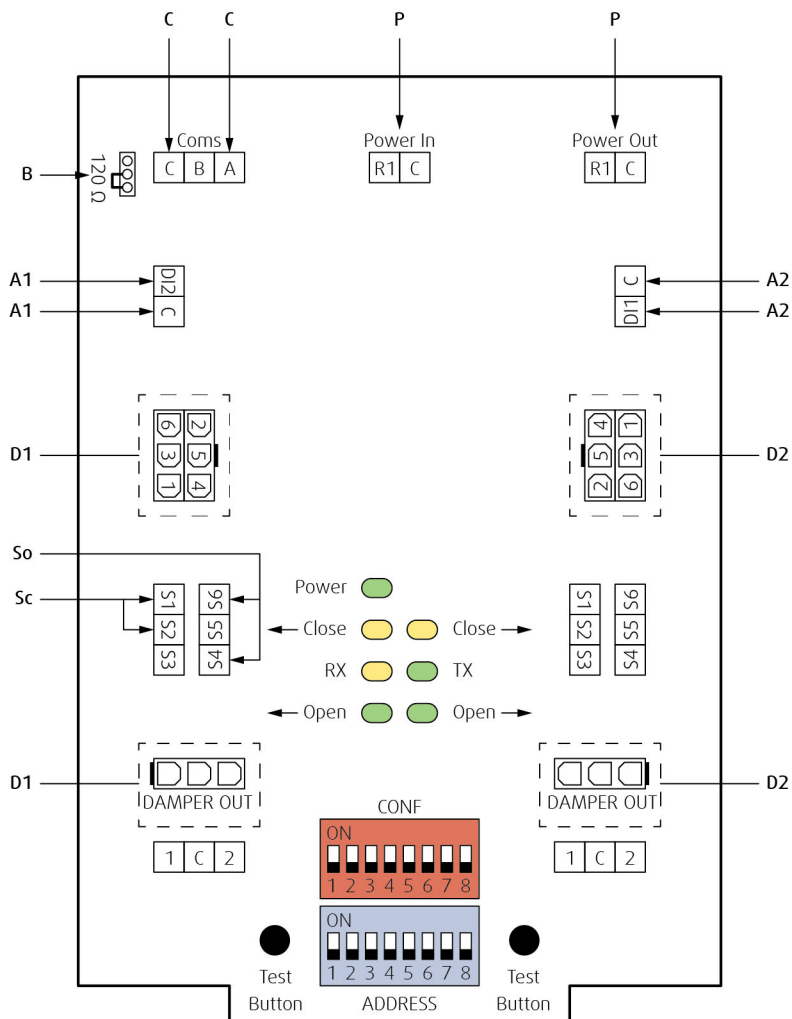 C C P P
Coms Power In Power Out
C B A R1 C R1 C
B 120 Ω
A1 DI2 C A2
A1 C DI1 A2
6 2 4 1
D1 3 5 5 3 D2
1 4 2 6
So
Power
Sc S1 S6 S1 S6
S2 S5 Close Close S2 S5
S3 S4 RX TX S3 S4
Open Open
D1 D2
DAMPER OUT DAMPER OUT
CONF
1 C 2 ON 1 C 2
1 2 3 4 5 6 7 8
ON
1 2 3 4 5 6 7 8
Test Test
Button ADDRESS Button